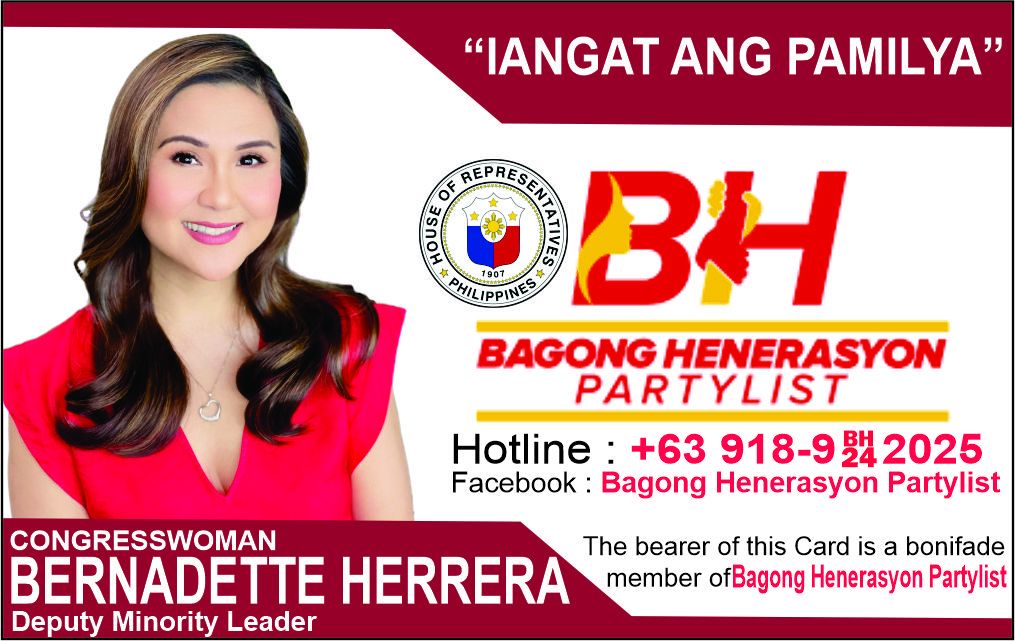 “IANGAT ANG PAMILYA”
HOUSE OF REPRESENTATIVES
1907
PHILIPPINES
BH
BAGONG HENERASYON
PARTYLIST
Hotline : +63 918-9 BH 24 2025
Facebook : Bagong Henerasyon Partylist
CONGRESSWOMAN
BERNADETTE HERRERA
Deputy Minority Leader
The bearer of this Card is a bonifade
member of Bagong Henerasyon Partylist